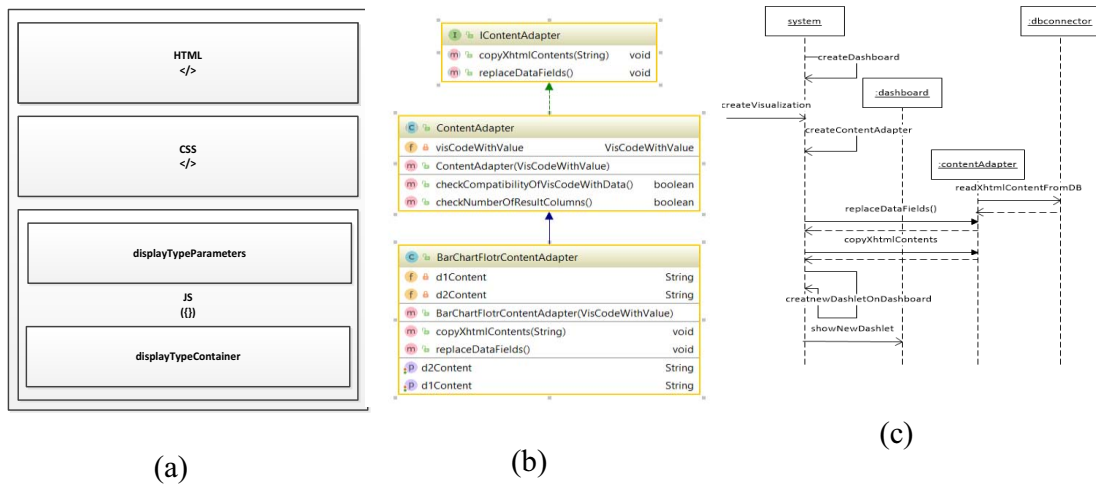 HTML
</>
CSS
</>
displayTypeParameters
JS
({})
displayTypeContainer
(a)
I IContentAdapter
m copyXhtmlContents(String) void
m replaceDataFields() void
C ContentAdapter
f visCodeWithValue VisCodeWithValue
m ContentAdapter(VisCodeWithValue)
m checkCompatibilityOfVisCodeWithData() boolean
m checkNumberOfResultColumns() boolean
C BarChartFlotrContentAdapter
f d1Content String
f d2Content String
m BarChartFlotrContentAdapter(VisCodeWithValue)
m copyXhtmlContents(String) void
m replaceDataFields() void
p d2Content String
p d1Content String
(b)
system
:dbconnector
createDashboard
:dashboard
createVisualization
createContentAdapter
:contentAdapter
readXhtmlContentFromDB
replaceDataFields()
copyXhtmlContents
creatnewDashletOnDashboard
showNewDashlet
(c)